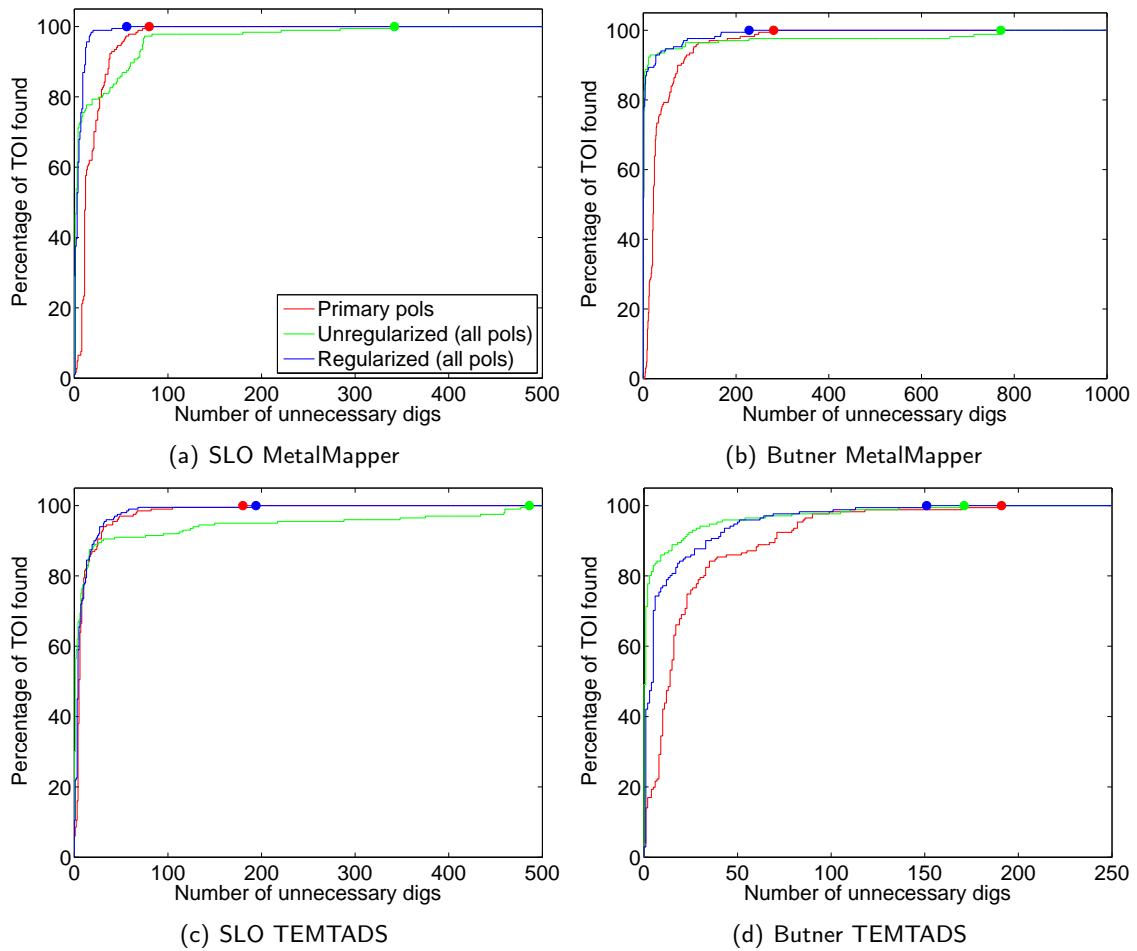 100
80
60
40
20
0
Percentage of TOI found
0 100 200 300 400 500
Number of unnecessary digs
Primary pols
Unregularized (all pols)
Regularized (all pols)
(a) SLO MetalMapper
100
80
60
40
20
0
Percentage of TOI found
0 200 400 600 800 1000
Number of unnecessary digs
(b) Butner MetalMapper
100
80
60
40
20
0
Percentage of TOI found
0 100 200 300 400 500
Number of unnecessary digs
(c) SLO TEMTADS
100
80
60
40
20
0
Percentage of TOI found
0 50 100 150 200 250
Number of unnecessary digs
(d) Butner TEMTADS